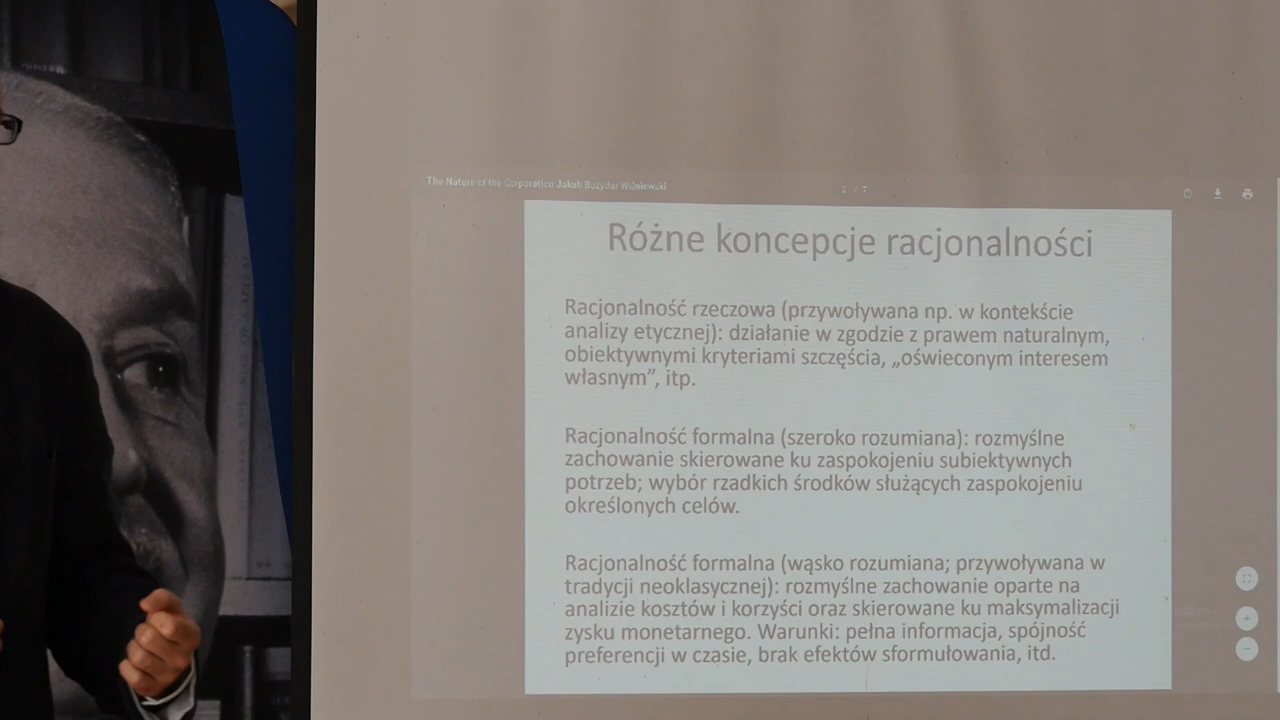 The Nature of the Corporation Jakub Bożydar Wiśniewski
Różne koncepcje racjonalności
Racjonalność rzeczowa (przywoływana np. w kontekście
analizy etycznej): działanie w zgodzie z prawem naturalnym,
obiektywnymi kryteriami szczęścia, „oświeconym interesem
własnym”, itp.
Racjonalność formalna (szeroko rozumiana): rozmyślne
zachowanie skierowane ku zaspokojeniu subiektywnych
potrzeb; wybór rzadkich środków służących zaspokojeniu
określonych celów.
Racjonalność formalna (wąsko rozumiana; przywoływana w
tradycji neoklasycznej): rozmyślne zachowanie oparte na
analizie kosztów i korzyści oraz skierowane ku maksymalizacji
zysku monetarnego. Warunki: pełna informacja, spójność
preferencji w czasie, brak efektów sformułowania, itd.